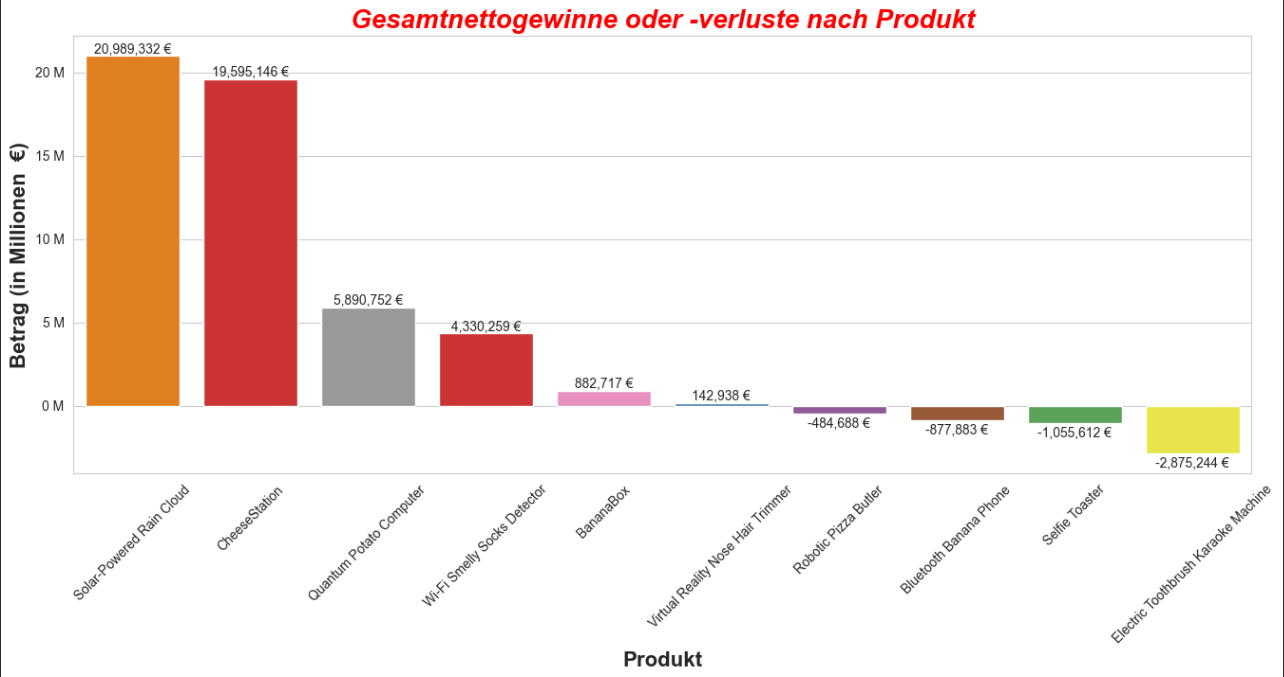 Gesamtnettogewinne oder -verluste nach Produkt
Betrag (in Millionen  €)
20 M
15 M
10 M
5 M
0 M
20,989,332 €
19,595,146 €
5,890,752 €
4,330,259 €
882,717 €
142,938 €
-484,688 €
-877,883 €
-1,055,612 €
-2,875,244 €
Solar-Powered Rain Cloud
CheeseStation
Quantum Potato Computer
Wi-Fi Smelly Socks Detector
BananaBox
Virtual Reality Nose Hair Trimmer
Robotic Pizza Butler
Bluetooth Banana Phone
Selfie Toaster
Electric Toothbrush Karaoke Machine
Produkt